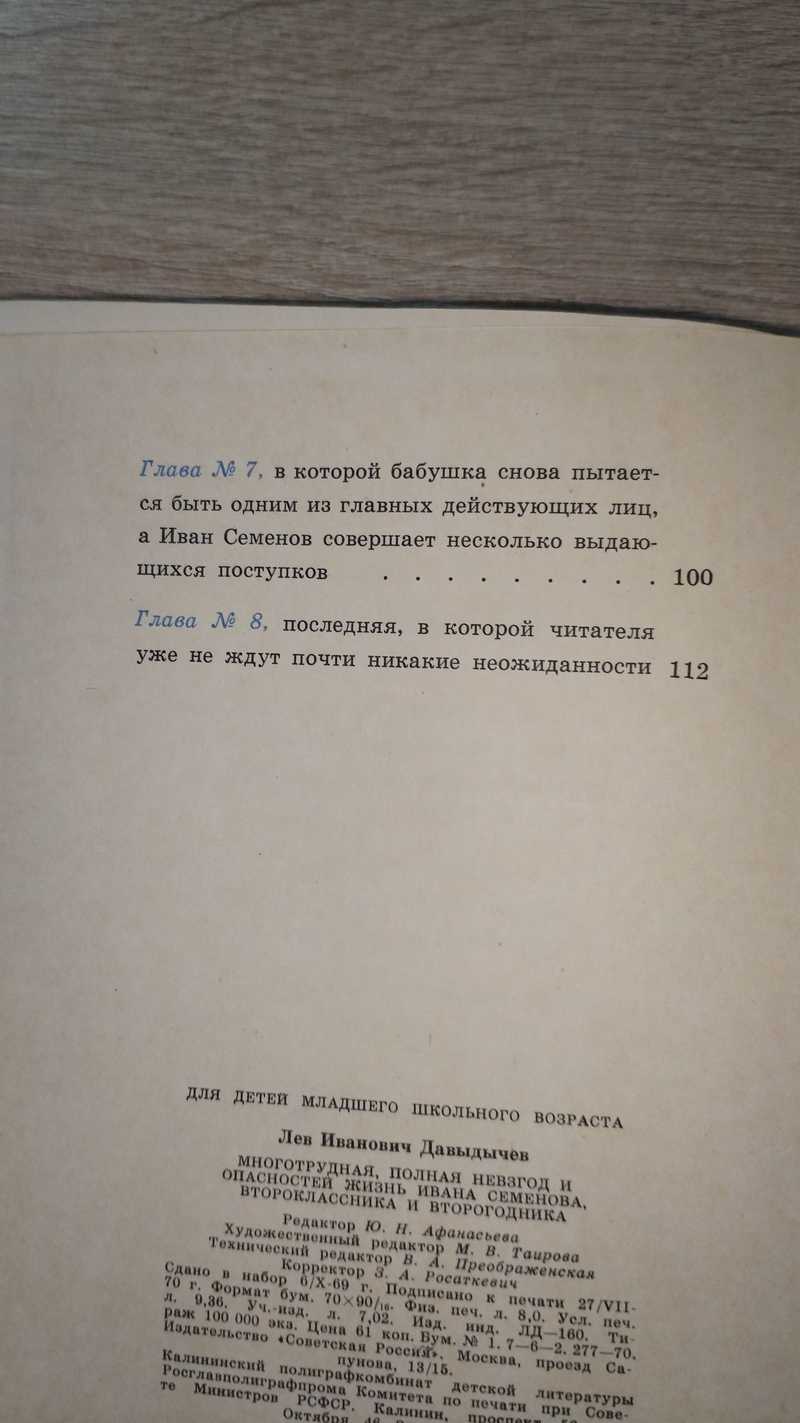 Глава № 7, в которой бабушка снова пытает-
ся быть одним из главных действующих лиц,
а Иван Семенов совершает несколько выдаю-
щихся поступков . . . . . . . . . 100
Глава № 8, последняя, в которой читателя
уже не ждут почти никакие неожиданности 112
ДЛЯ ДЕТЕЙ МЛАДШЕГО ШКОЛЬНОГО ВОЗРАСТА
Лев Иванович Давыдычев
МНОГОТРУДНАЯ, ПОЛНАЯ НЕВЗГОД И
ОПАСНОСТЕЙ ЖИЗНЬ ИВАНА СЕМЕНОВА,
ВТОРОКЛАССНИКА И ВТОРОГОДНИКА
Редактор Ю. Н. Афанасьева
Художественный редактор М. В. Таирова
Технический редактор В. А. Преображенская
Корректор З. А. Росаткевич
Сдано в набор 6/X-69 г. Подписано к печати 27/VII-
70 г. Формат бум. 70×90/16. Физ. печ. л. 8,0. Усл. печ.
л. 9,36. Уч.-изд. л. 7,02. Изд. инд. ЛД—160. Ти-
раж 100 000 экз. Цена 61 коп. Бум. № 1. 7—6—2. 277—70.
Издательство «Советская Россия». Москва, проезд Са-
пунова, 13/15.
Калининский полиграфкомбинат детской литературы
Росглавполиграфпрома Комитета по печати при Сове-
те Министров РСФСР. Калинин, проспект
Октября, 46